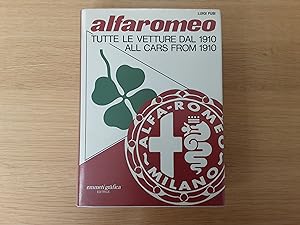 LUIGI FUSI
alfaromeo
TUTTE LE VETTURE DAL 1910
ALL CARS FROM 1910
ALFA-ROMEO
MILANO
emmeti grafica
EDITRICE